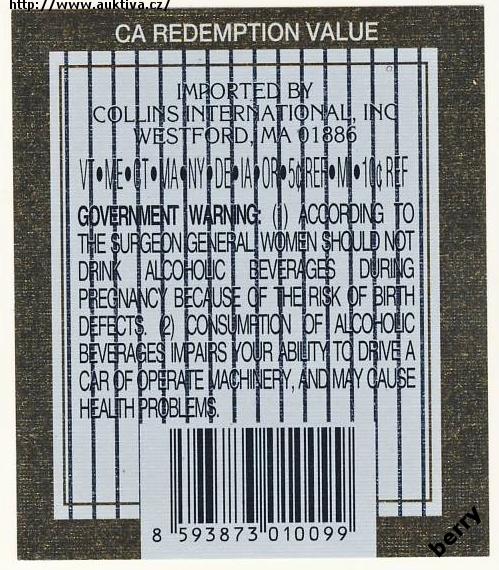 http://www.auktiva.cz/
CA REDEMPTION VALUE
IMPORTED BY
COLLINS INTERNATIONAL, INC
WESTFORD, MA 01886
VT•ME•CT•MA•NY•DE•IA•OR•5¢REF•MI•10¢ REF
GOVERNMENT WARNING: (1) ACCORDING TO
THE SURGEON GENERAL, WOMEN SHOULD NOT
DRINK ALCOHOLIC BEVERAGES DURING
PREGNANCY BECAUSE OF THE RISK OF BIRTH
DEFECTS. (2) CONSUMPTION OF ALCOHOLIC
BEVERAGES IMPAIRS YOUR ABILITY TO DRIVE A
CAR OF OPERATE MACHINERY, AND MAY CAUSE
HEALTH PROBLEMS.
8 593873 010099
berry